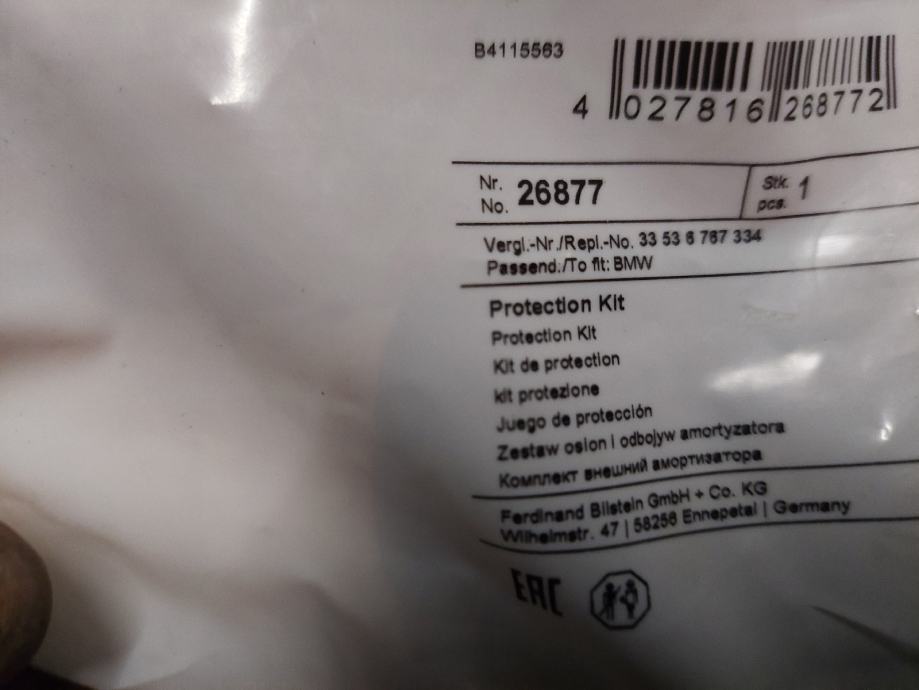 B4115563
4 027816 268772
Nr. No. 26877 Stk. pcs. 1
Vergl.-Nr./Repl.-No. 33 53 6 767 334
Passend:/To fit: BMW
Protection Kit
Protection Kit
Kit de protection
kit protezione
Juego de protección
Zestaw oslon i odbojyw amortyzatora
Комплект внешний амортизатора
Ferdinand Bilstein GmbH + Co. KG
Wilhelmstr. 47 | 58256 Ennepetal | Germany
EAC